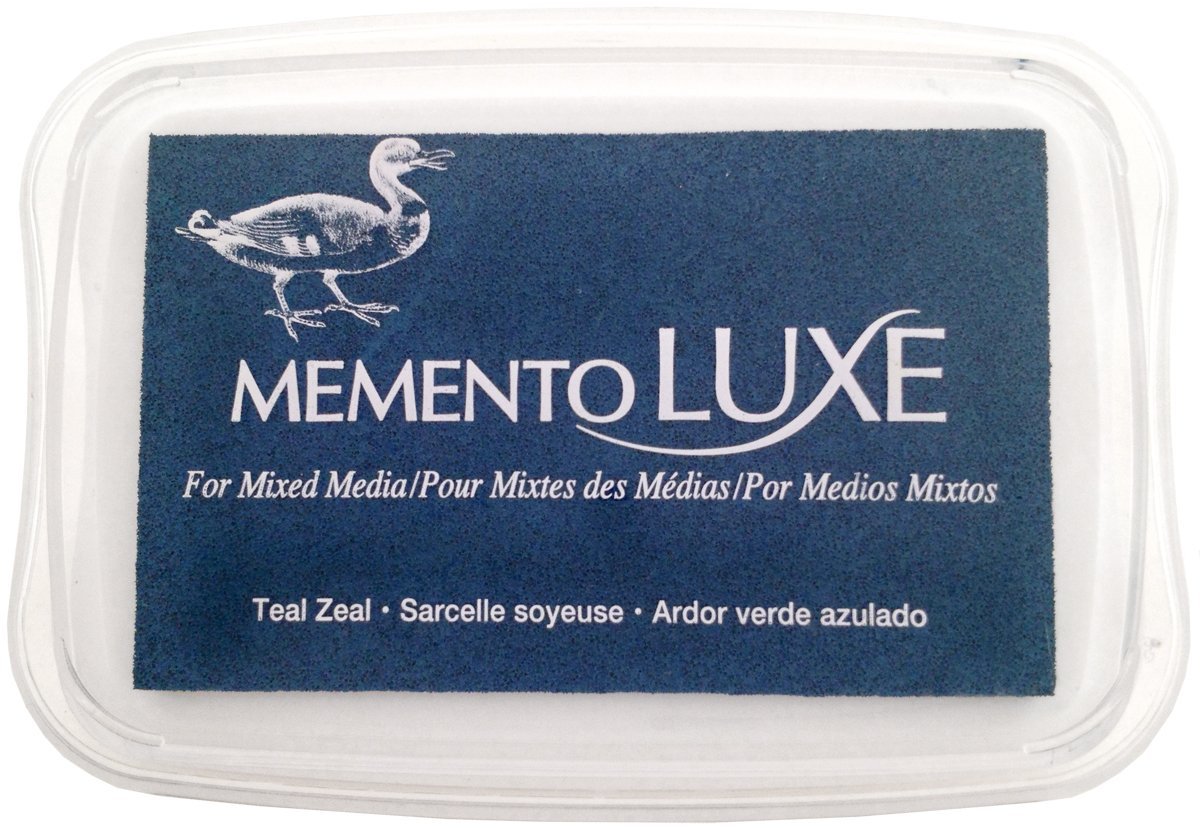 MEMENTO LUXE
For Mixed Media/Pour Mixtes des Médias/Por Medios Mixtos
Teal Zeal • Sarcelle soyeuse • Ardor verde azulado